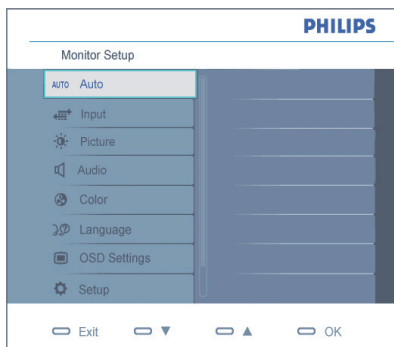 PHILIPS
Monitor Setup
AUTO Auto
Input
Picture
Audio
Color
Language
OSD Settings
Setup
Exit ▼ ▲ OK